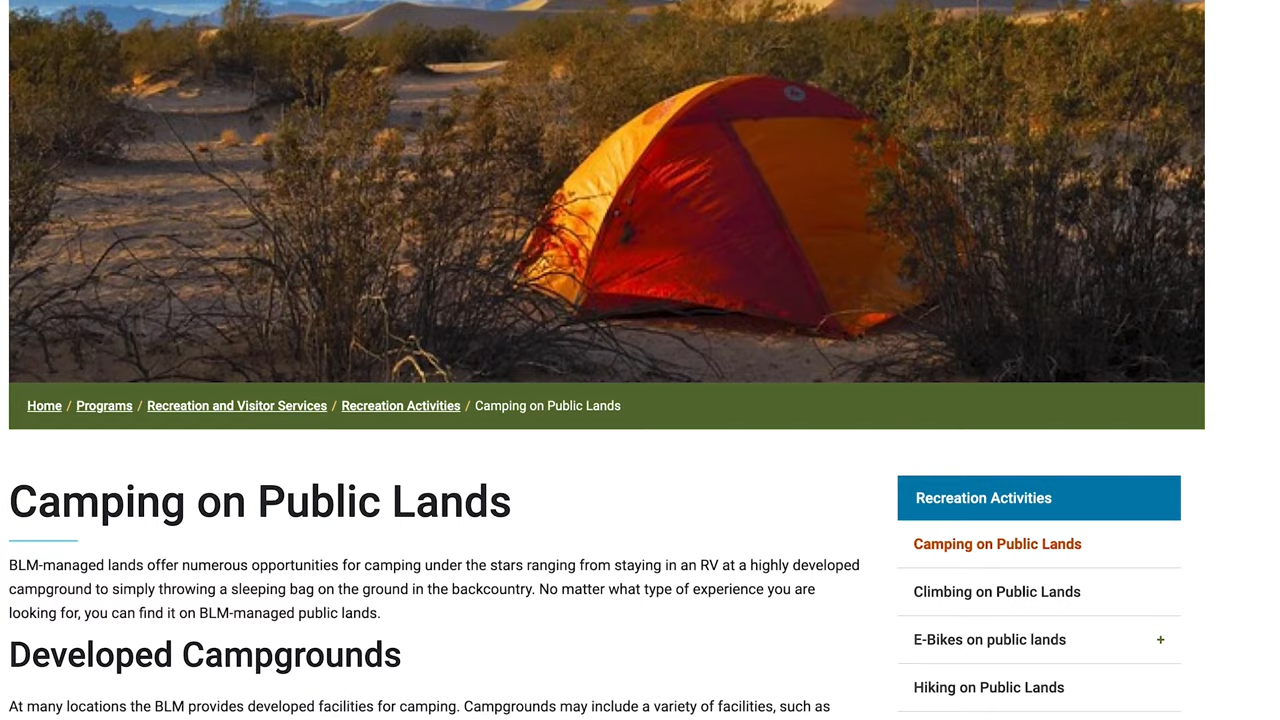 Home / Programs / Recreation and Visitor Services / Recreation Activities / Camping on Public Lands
Camping on Public Lands
BLM-managed lands offer numerous opportunities for camping under the stars ranging from staying in an RV at a highly developed
campground to simply throwing a sleeping bag on the ground in the backcountry. No matter what type of experience you are
looking for, you can find it on BLM-managed public lands.
Developed Campgrounds
At many locations the BLM provides developed facilities for camping. Campgrounds may include a variety of facilities, such as
Recreation Activities
Camping on Public Lands
Climbing on Public Lands
E-Bikes on public lands +
Hiking on Public Lands